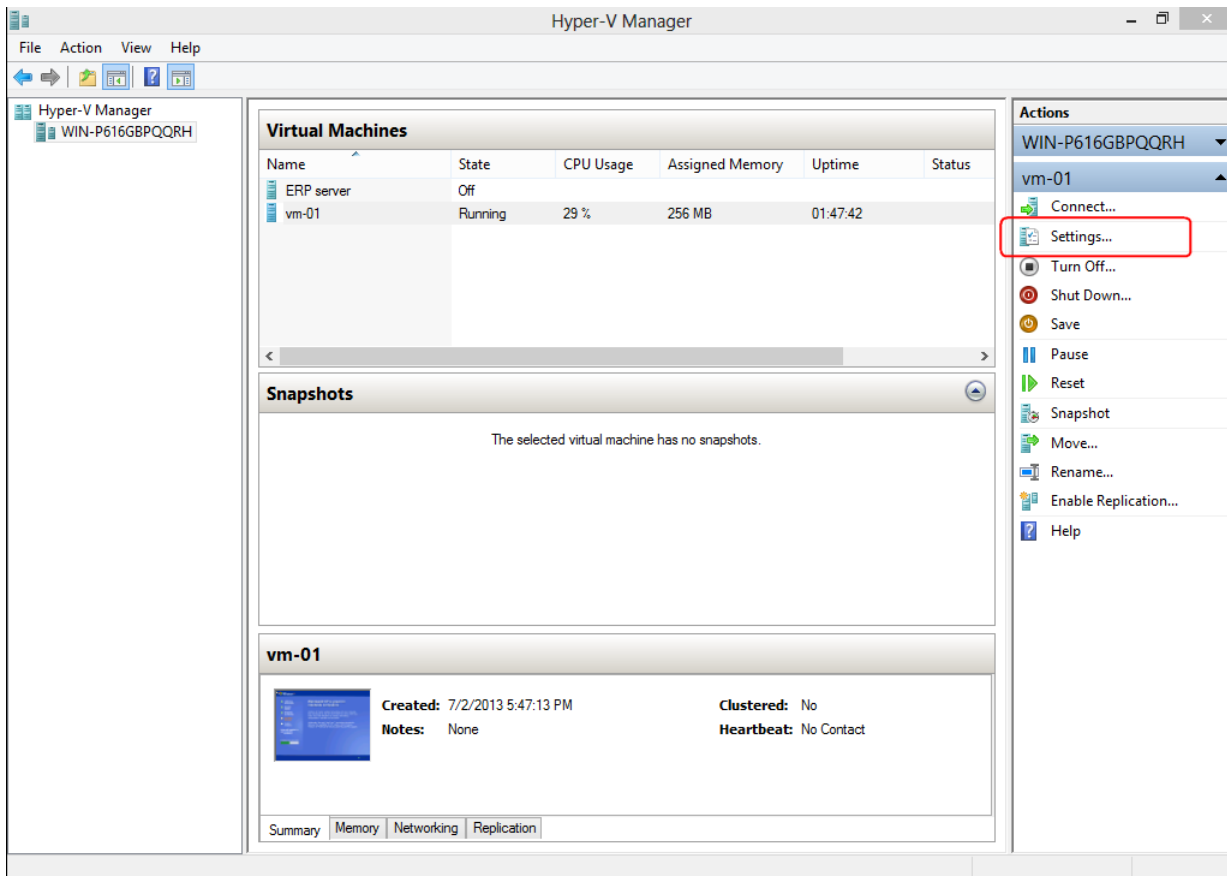 Hyper-V Manager
File Action View Help
Hyper-V Manager
WIN-P616GBPQQRH
Virtual Machines
Name State CPU Usage Assigned Memory Uptime Status
ERP server Off
vm-01 Running 29 % 256 MB 01:47:42
Snapshots
The selected virtual machine has no snapshots.
vm-01
Created: 7/2/2013 5:47:13 PM Clustered: No
Notes: None Heartbeat: No Contact
Summary Memory Networking Replication
Actions
WIN-P616GBPQQRH
vm-01
Connect...
Settings...
Turn Off...
Shut Down...
Save
Pause
Reset
Snapshot
Move...
Rename...
Enable Replication...
Help